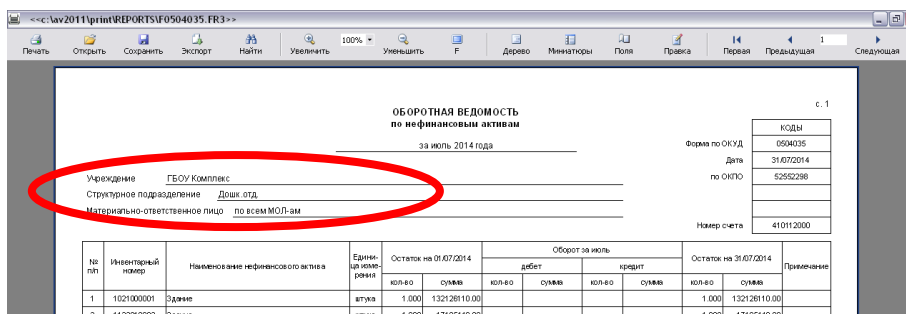 <<c:\av2011\print\REPORTS\F0504035.FR3>>
Печать Открыть Сохранить Экспорт Найти Увеличить 100% Уменьшить F Дерево Миниатюры Поля Правка Первая Предыдущая 1 Следующая
с. 1
ОБОРОТНАЯ ВЕДОМОСТЬ
по нефинансовым активам
за июль 2014 года
КОДЫ
Форма по ОКУД 0504035
Дата 31/07/2014
Учреждение ГБОУ Комплекс по ОКПО 52552298
Структурное подразделение Дошк.отд.
Материально-ответственное лицо по всем МОЛ-ам
Номер счета 410112000
№ п/п Инвентарный номер Наименование нефинансового актива Едини-ца изме-рения Остаток на 01/07/2014 Оборот за июль Остаток на 31/07/2014 Примечание
дебет кредит
кол-во сумма кол-во сумма кол-во сумма кол-во сумма
1 1021000001 Здание штука 1.000 132126110.00 1.000 132126110.00